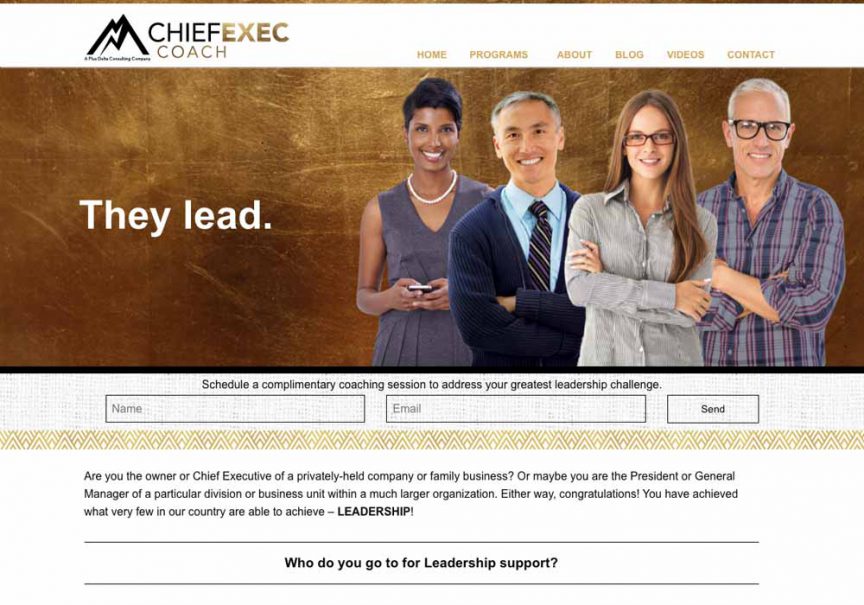 CHIEFEXEC
COACH
A Plus Delta Consulting Company
HOME PROGRAMS ABOUT BLOG VIDEOS CONTACT
They lead.
Schedule a complimentary coaching session to address your greatest leadership challenge.
Name Email Send
Are you the owner or Chief Executive of a privately-held company or family business? Or maybe you are the President or General
Manager of a particular division or business unit within a much larger organization. Either way, congratulations! You have achieved
what very few in our country are able to achieve – LEADERSHIP!
Who do you go to for Leadership support?